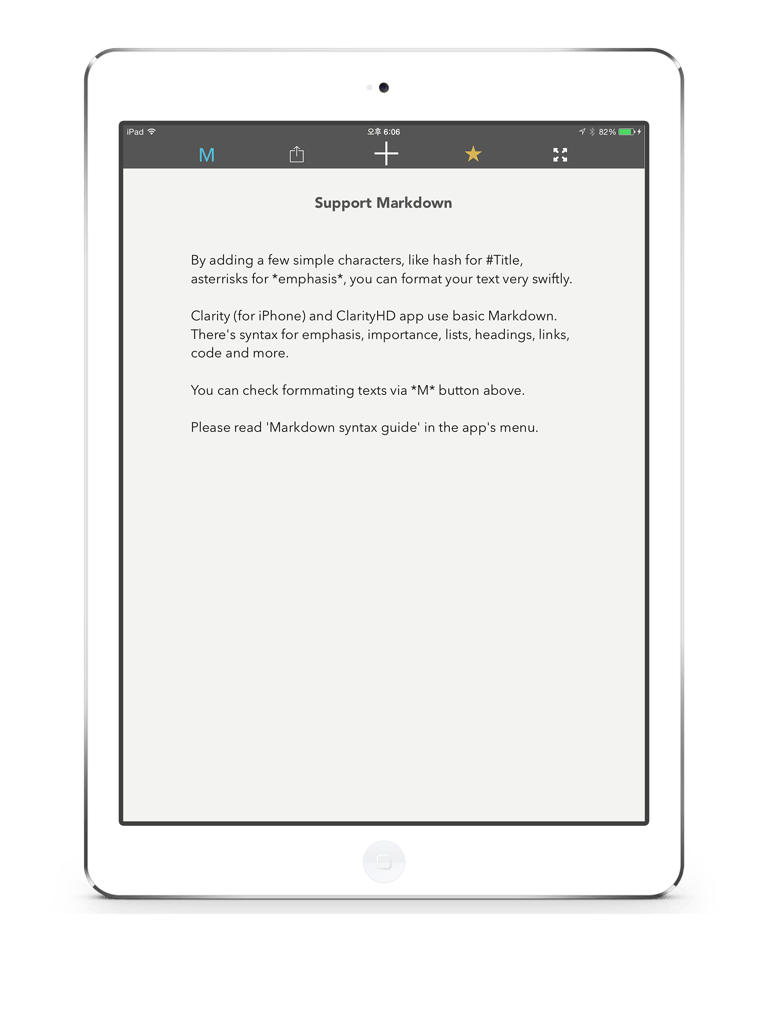 iPad 오후 6:06 82%
M
Support Markdown
By adding a few simple characters, like hash for #Title,
asterrisks for *emphasis*, you can format your text very swiftly.
Clarity (for iPhone) and ClarityHD app use basic Markdown.
There's syntax for emphasis, importance, lists, headings, links,
code and more.
You can check formmating texts via *M* button above.
Please read 'Markdown syntax guide' in the app's menu.